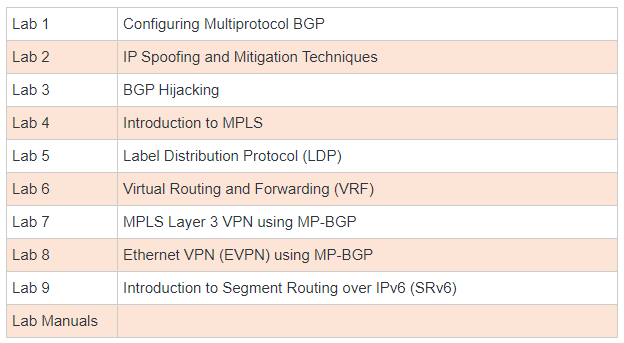 Lab 1 Configuring Multiprotocol BGP
Lab 2 IP Spoofing and Mitigation Techniques
Lab 3 BGP Hijacking
Lab 4 Introduction to MPLS
Lab 5 Label Distribution Protocol (LDP)
Lab 6 Virtual Routing and Forwarding (VRF)
Lab 7 MPLS Layer 3 VPN using MP-BGP
Lab 8 Ethernet VPN (EVPN) using MP-BGP
Lab 9 Introduction to Segment Routing over IPv6 (SRv6)
Lab Manuals